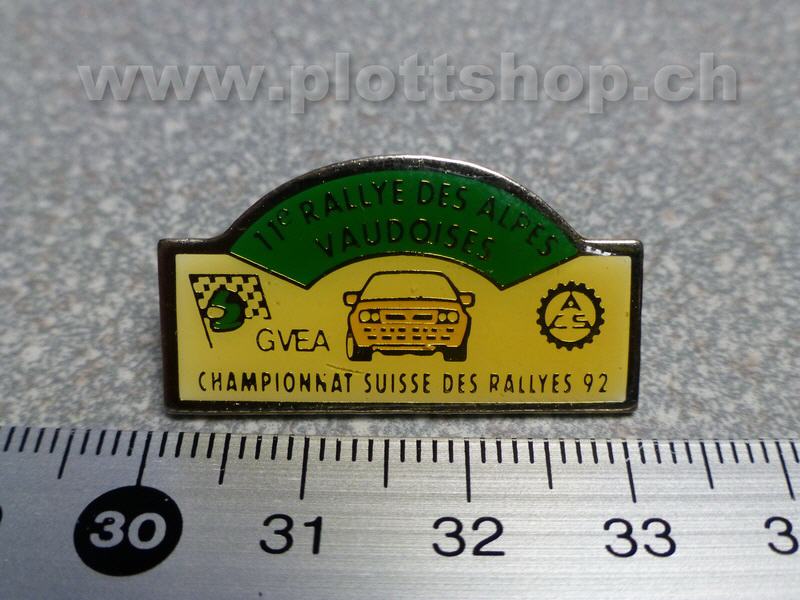 www.plottshop.ch
11e RALLYE DES ALPES
VAUDOISES
GVEA
ACS
CHAMPIONNAT SUISSE DES RALLYES 92
30 31 32 33 3